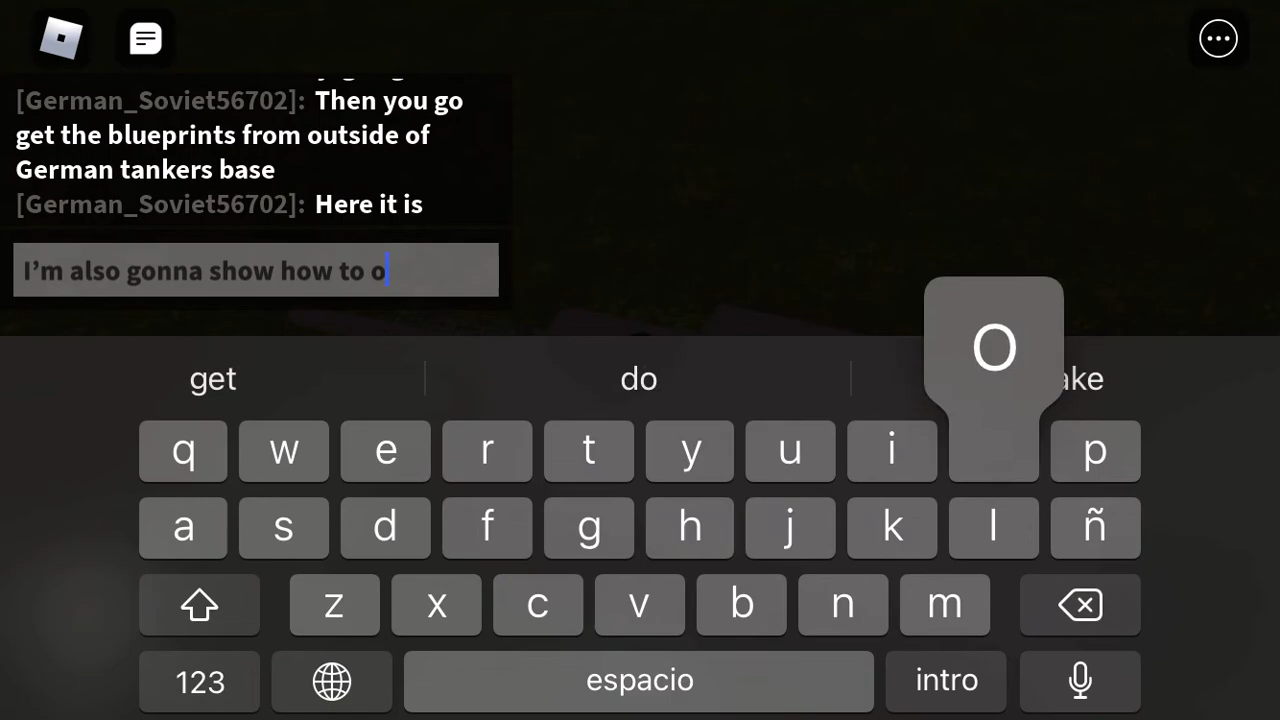 [German_Soviet56702]: Then you go
get the blueprints from outside of
German tankers base
[German_Soviet56702]: Here it is
I’m also gonna show how to o
O
get do ake
q w e r t y u i p
a s d f g h j k l ñ
z x c v b n m
123 espacio intro